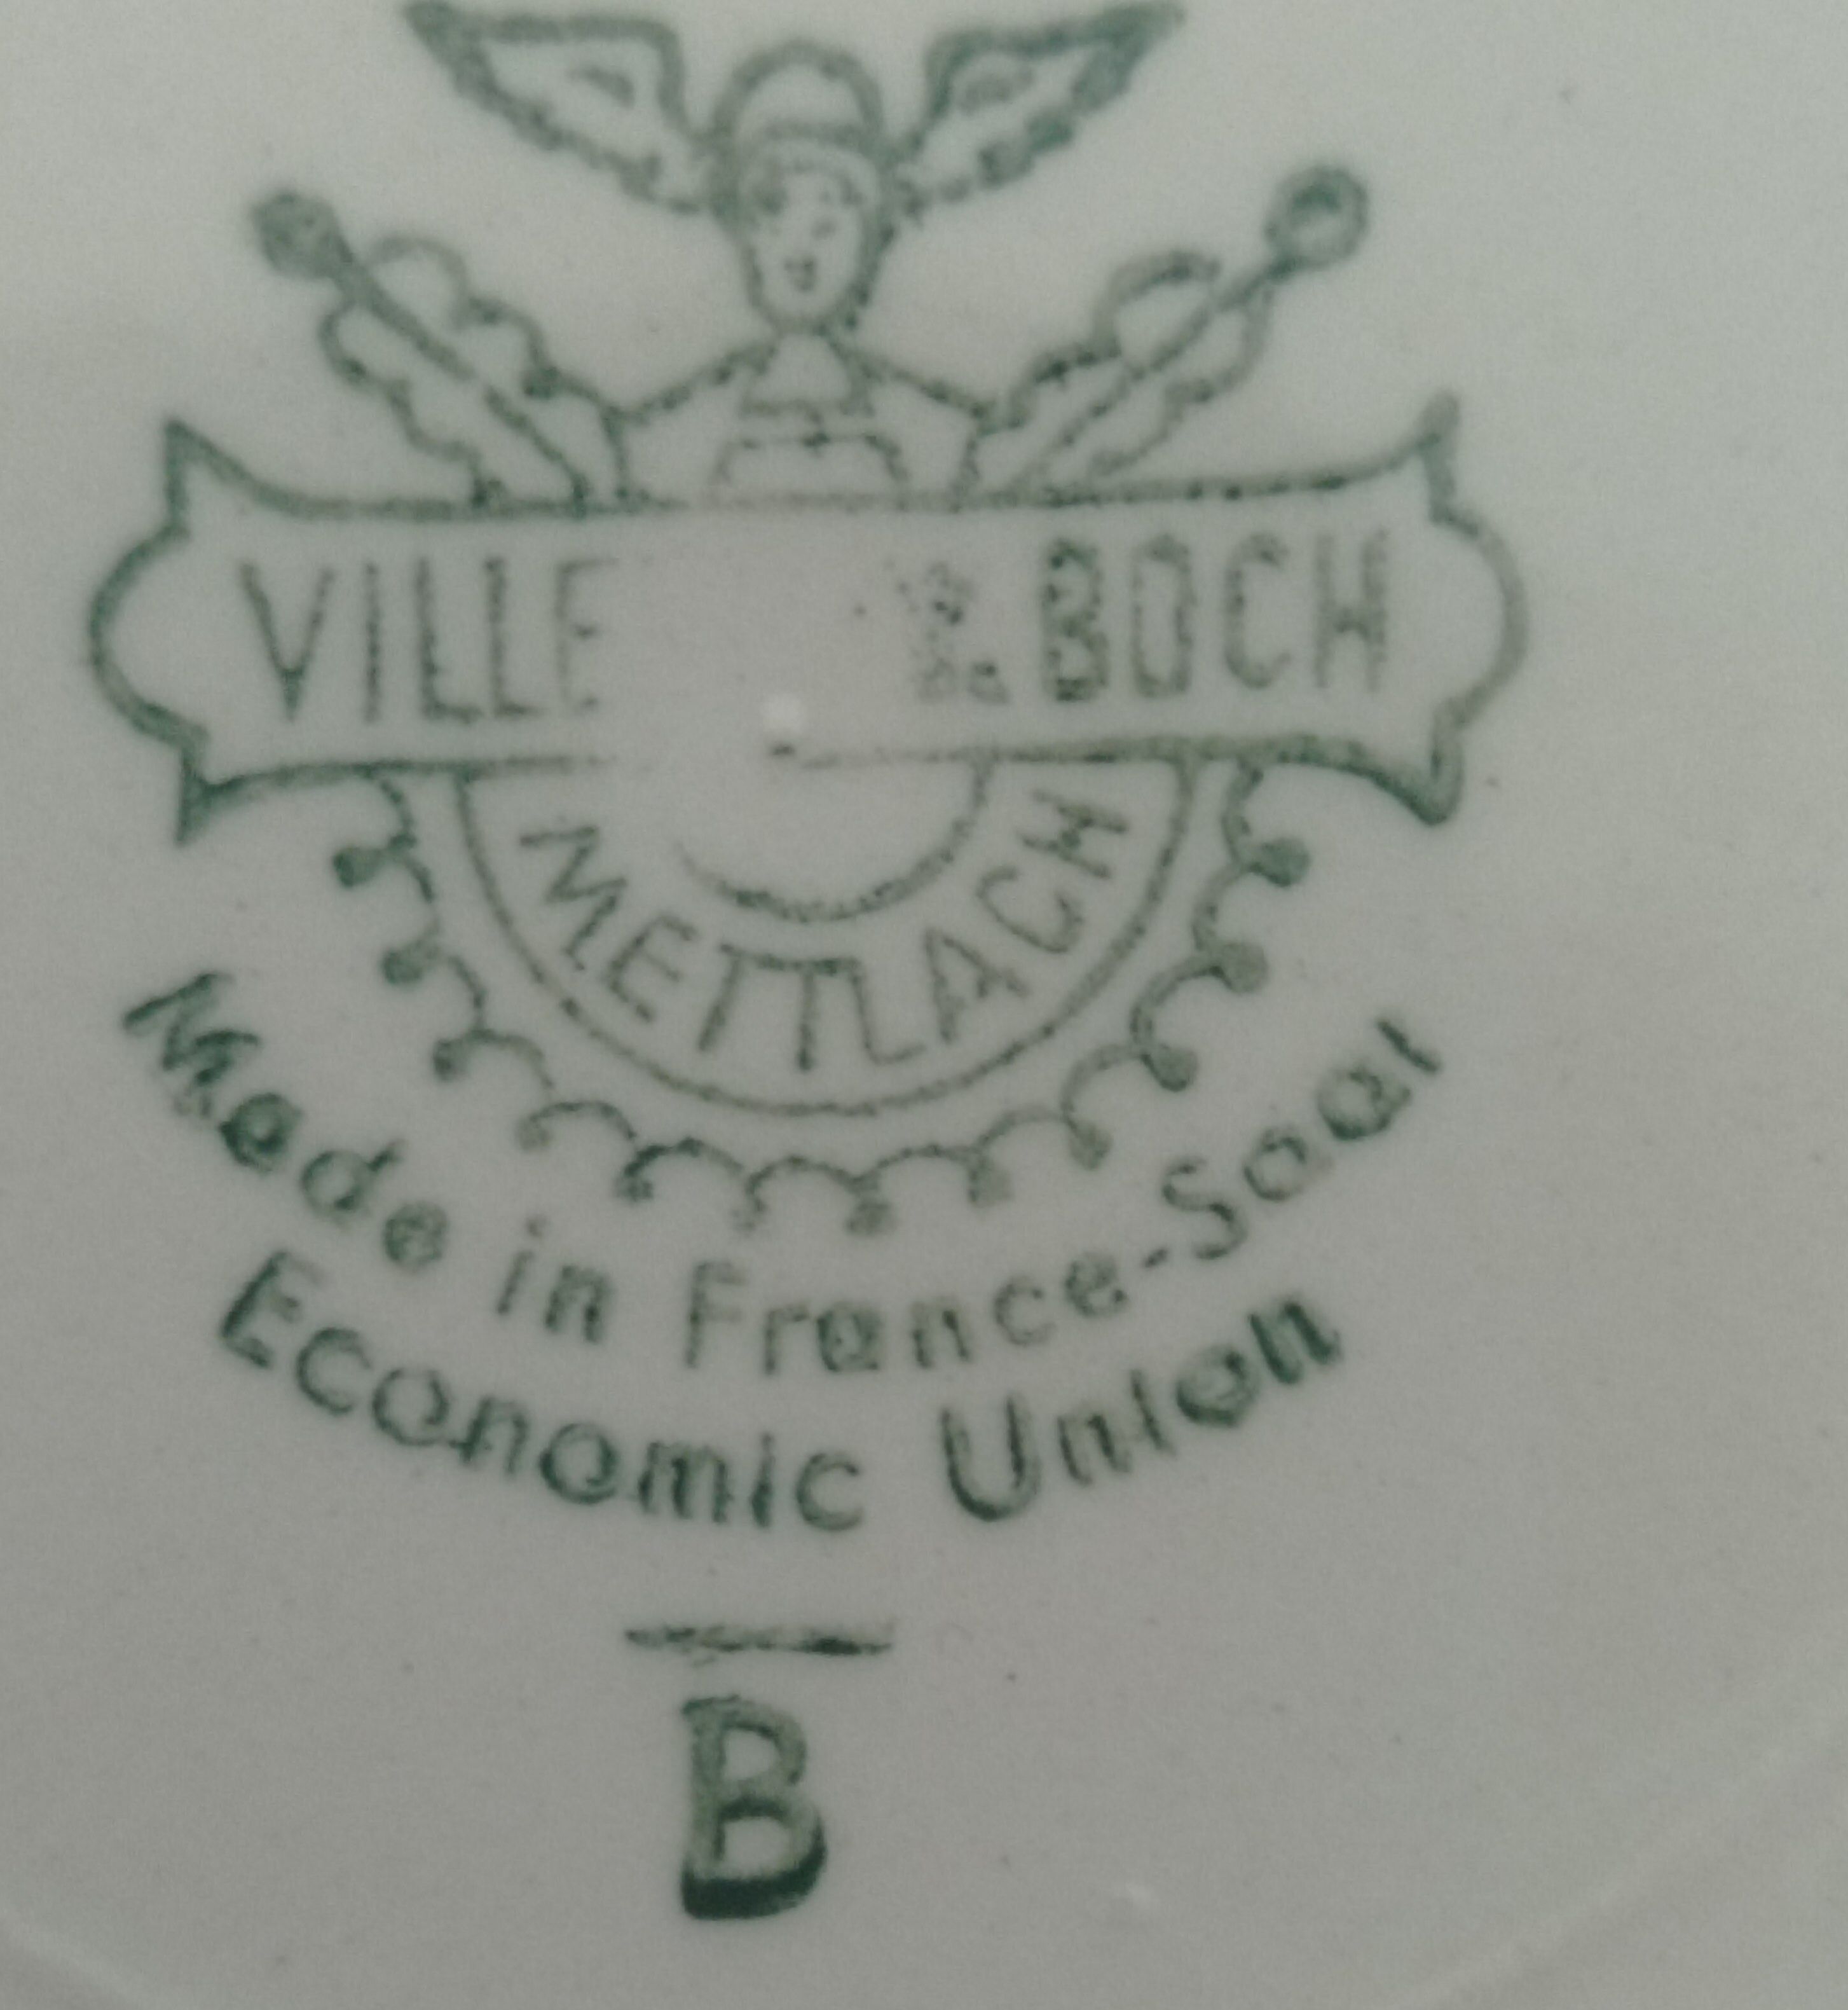 VILLE & BOCH
METTLACH
Made in France-Saar
Economic Union
B